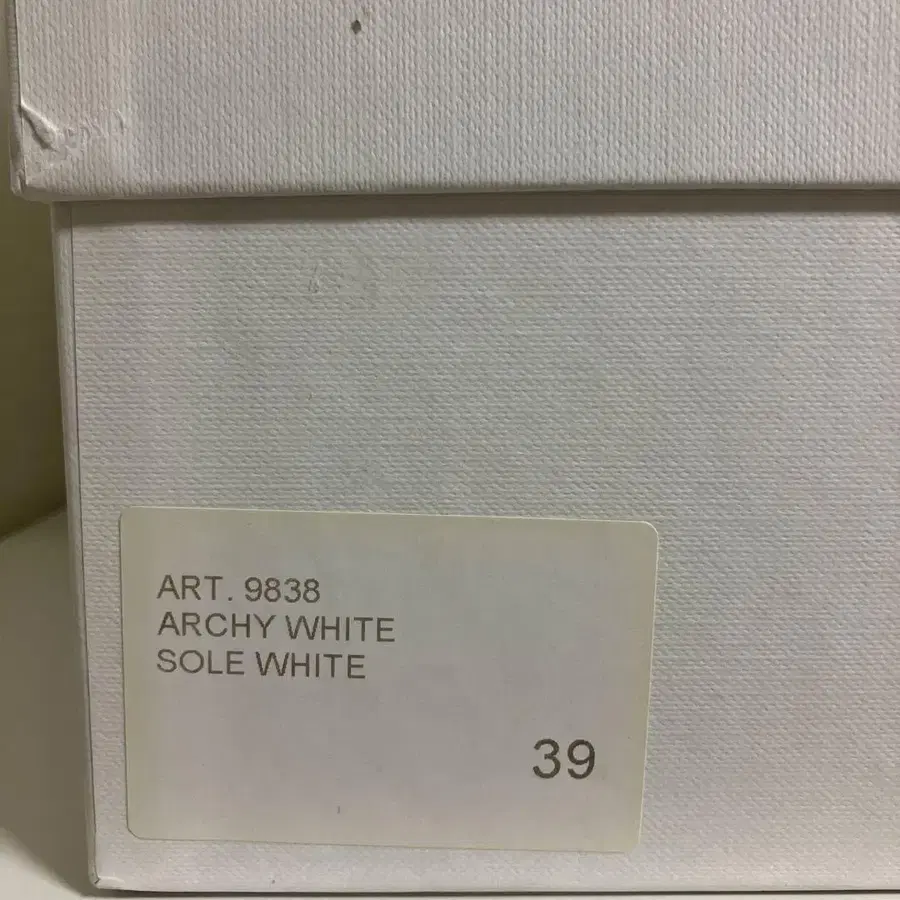 ART. 9838
ARCHY WHITE
SOLE WHITE
39